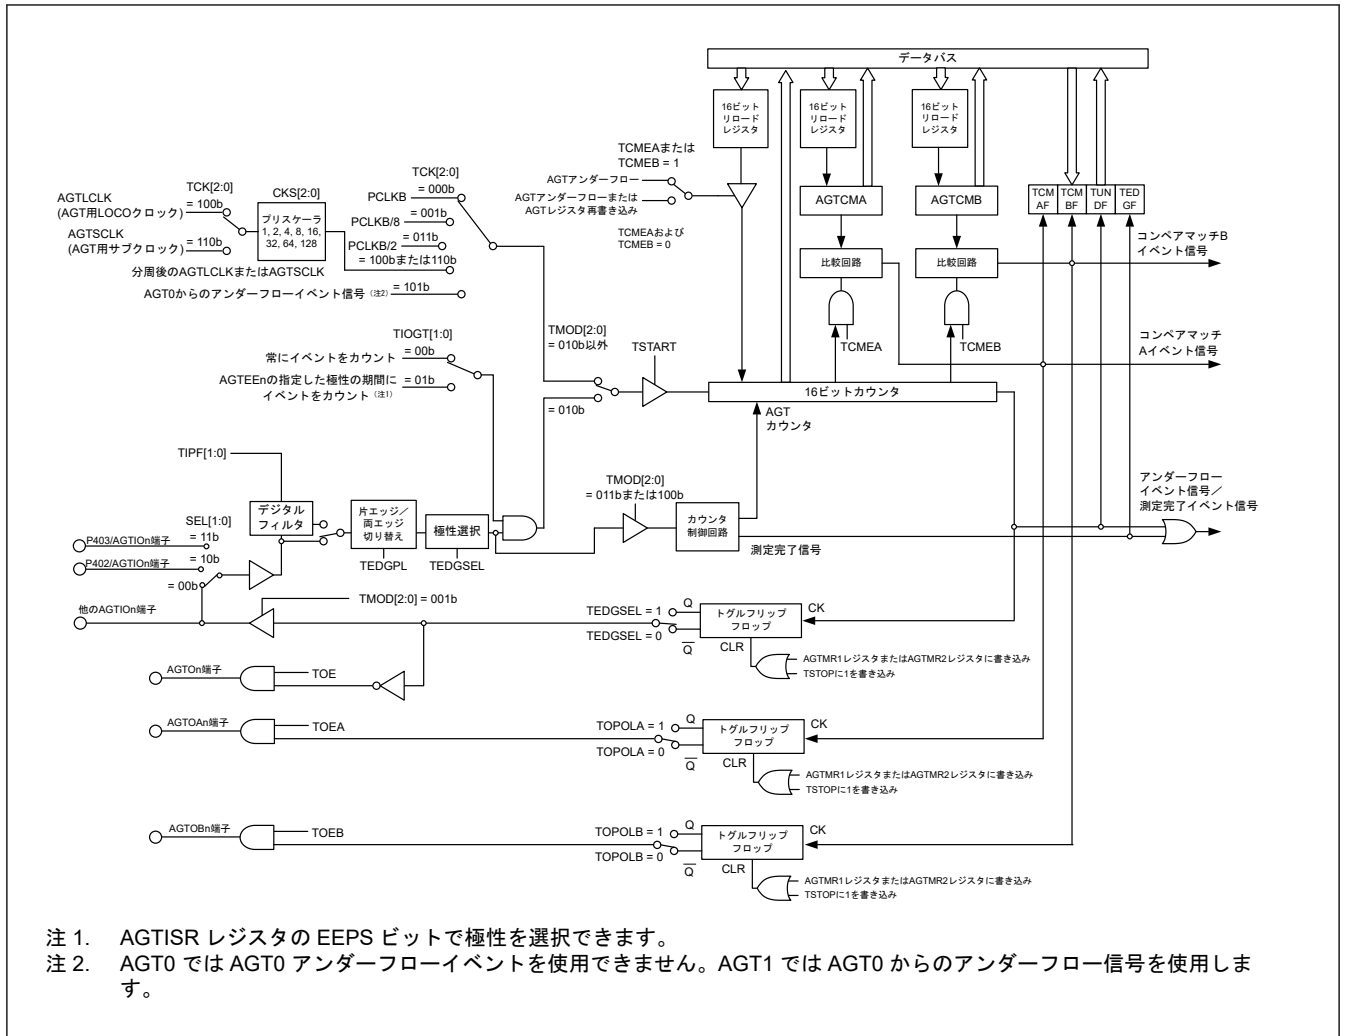 データバス
16ビット
リロード
レジスタ
16ビット
リロード
レジスタ
16ビット
リロード
レジスタ
TCMEAまたは
TCMEB = 1
AGTアンダーフロー
AGTアンダーフローまたは
AGTレジスタ再書き込み
TCMEAおよび
TCMEB = 0
AGTCMA
AGTCMB
TCM
AF
TCM
BF
TUN
DF
TED
GF
比較回路
比較回路
TCMEA
TCMEB
コンペアマッチB
イベント信号
コンペアマッチ
Aイベント信号
TCK[2:0]
= 000b
PCLKB
= 001b
PCLKB/8
= 011b
PCLKB/2
= 100bまたは110b
AGTLCLK
(AGT用LOCOクロック)
TCK[2:0]
= 100b
AGTSCLK
(AGT用サブクロック)
= 110b
CKS[2:0]
プリスケーラ
1, 2, 4, 8, 16,
32, 64, 128
分周後のAGTLCLKまたはAGTSCLK
AGT0からのアンダーフローイベント信号 (注2)
= 101b
TIOGT[1:0]
常にイベントをカウント
= 00b
AGTEEnの指定した極性の期間に
イベントをカウント (注1)
= 01b
TMOD[2:0]
= 010b以外
= 010b
TSTART
16ビットカウンタ
AGT
カウンタ
TIPF[1:0]
デジタル
フィルタ
片エッジ／
両エッジ
切り替え
極性選択
TEDGPL
TEDGSEL
TMOD[2:0]
= 011bまたは100b
カウンタ
制御回路
測定完了信号
アンダーフロー
イベント信号／
測定完了イベント信号
SEL[1:0]
= 11b
P403/AGTIOn端子
= 10b
P402/AGTIOn端子
= 00b
他のAGTIOn端子
TMOD[2:0] = 001b
TEDGSEL = 1
TEDGSEL = 0
Q
Q
トグルフリップ
フロップ
CK
CLR
AGTMR1レジスタまたはAGTMR2レジスタに書き込み
TSTOPに1を書き込み
AGTOn端子
TOE
AGTOAn端子
TOEA
TOPOLA = 1
TOPOLA = 0
Q
Q
トグルフリップ
フロップ
CK
CLR
AGTMR1レジスタまたはAGTMR2レジスタに書き込み
TSTOPに1を書き込み
AGTOBn端子
TOEB
TOPOLB = 1
TOPOLB = 0
Q
Q
トグルフリップ
フロップ
CK
CLR
AGTMR1レジスタまたはAGTMR2レジスタに書き込み
TSTOPに1を書き込み
注 1. AGTISR レジスタの EEPS ビットで極性を選択できます。
注 2. AGT0 では AGT0 アンダーフローイベントを使用できません。AGT1 では AGT0 からのアンダーフロー信号を使用しま
す。